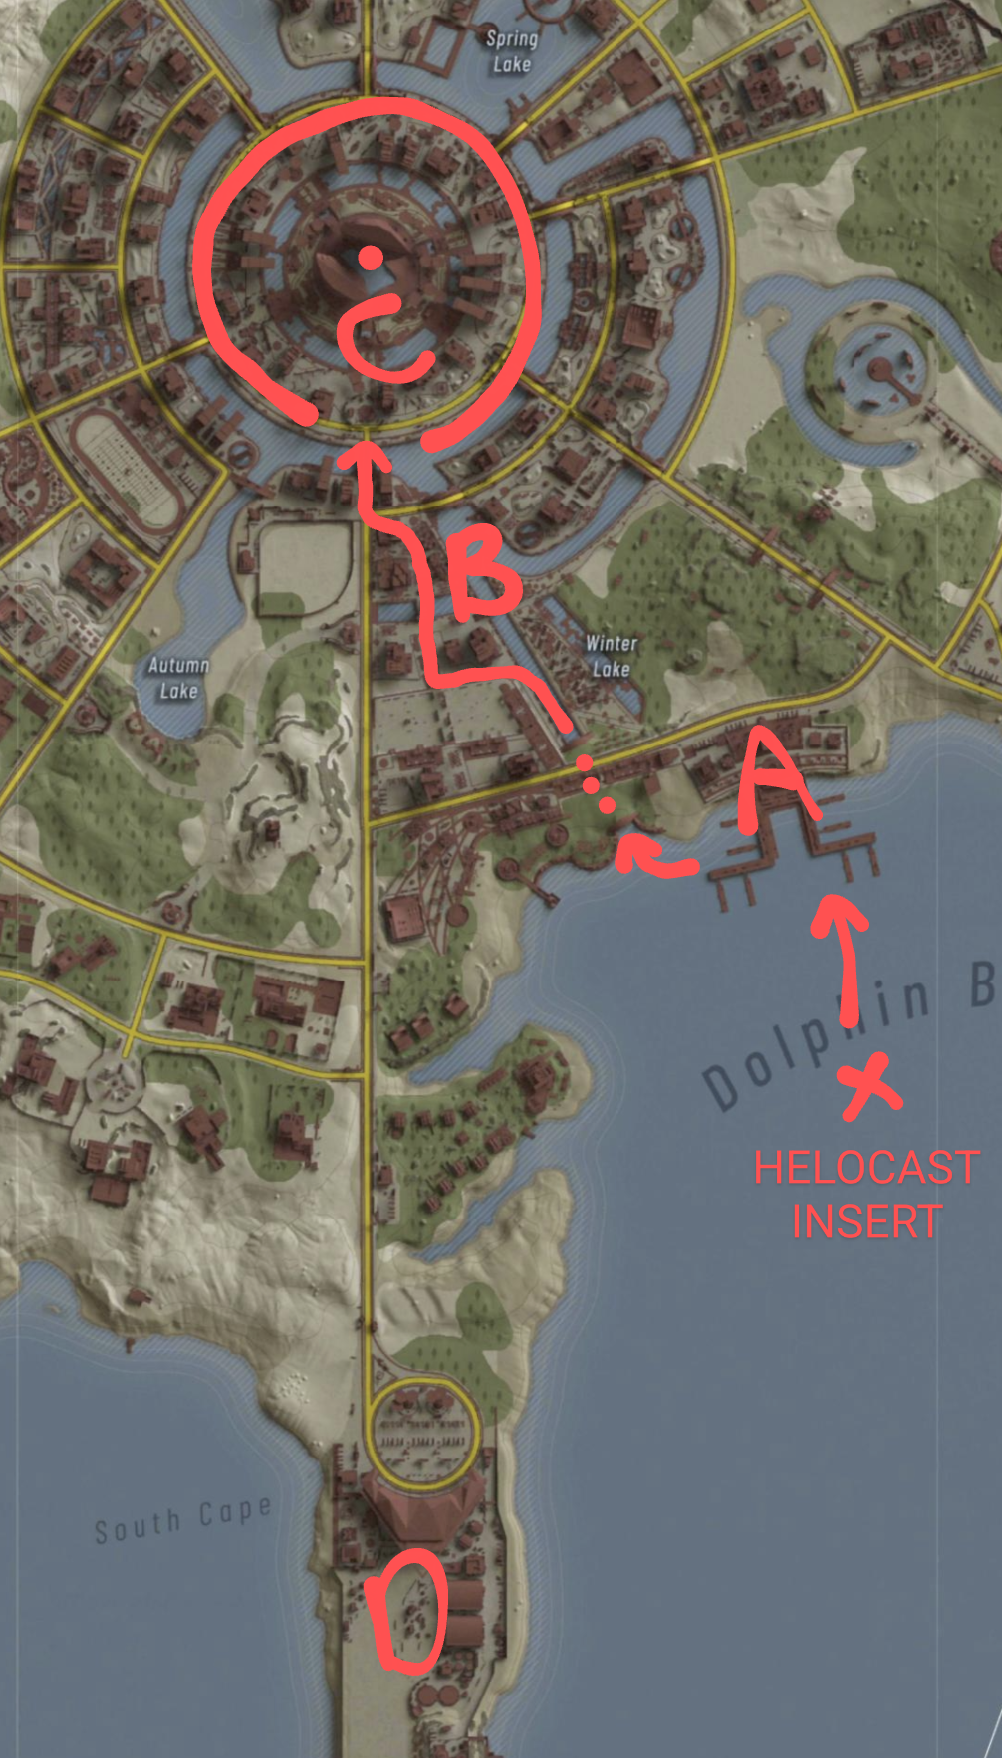 Spring
Lake
C
B
Winter
Lake
Autumn
Lake
A
Dolphin B
X
HELOCAST
INSERT
South Cape
D